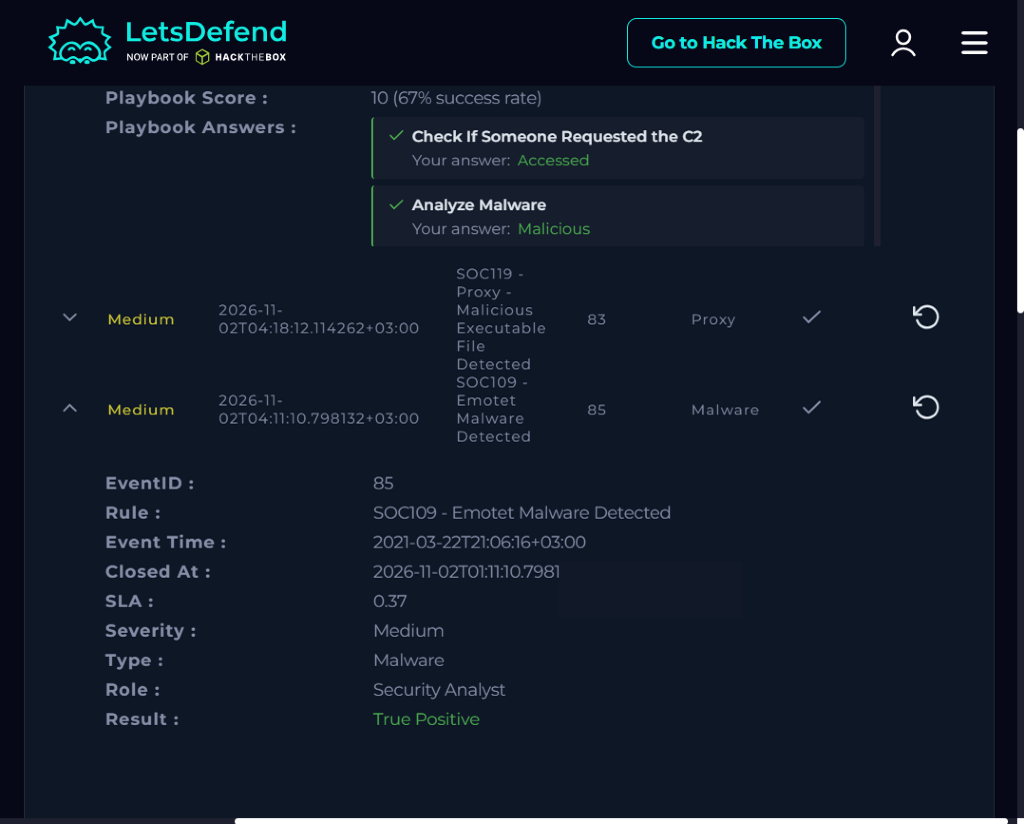 LetsDefend
NOW PART OF HACKTHEBOX
Go to Hack The Box
Playbook Score : 10 (67% success rate)
Playbook Answers :
Check If Someone Requested the C2
Your answer: Accessed
Analyze Malware
Your answer: Malicious
Medium 2026-11-02T04:18:12.114262+03:00 SOC119 - Proxy - Malicious Executable File Detected 83 Proxy
Medium 2026-11-02T04:11:10.798132+03:00 SOC109 - Emotet Malware Detected 85 Malware
EventID : 85
Rule : SOC109 - Emotet Malware Detected
Event Time : 2021-03-22T21:06:16+03:00
Closed At : 2026-11-02T01:11:10.7981
SLA : 0.37
Severity : Medium
Type : Malware
Role : Security Analyst
Result : True Positive